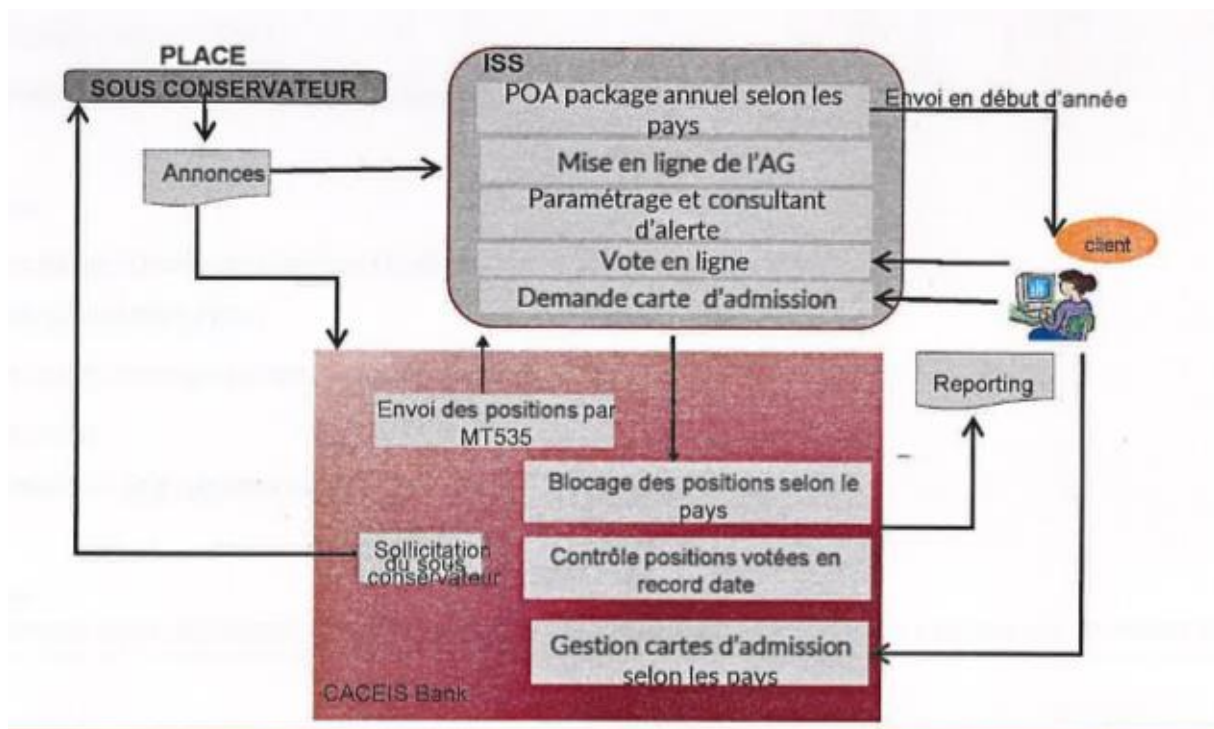 PLACE
SOUS CONSERVATEUR
Annonces
ISS
POA package annuel selon les
pays
Mise en ligne de l'AG
Paramétrage et consultant
d'alerte
Vote en ligne
Demande carte d'admission
Envoi en début d'année
client
Reporting
Envoi des positions par
MT535
Blocage des positions selon le
pays
Sollicitation
du sous
conservateur
Contrôle positions votées en
record date
Gestion cartes d'admission
selon les pays
CACEIS Bank